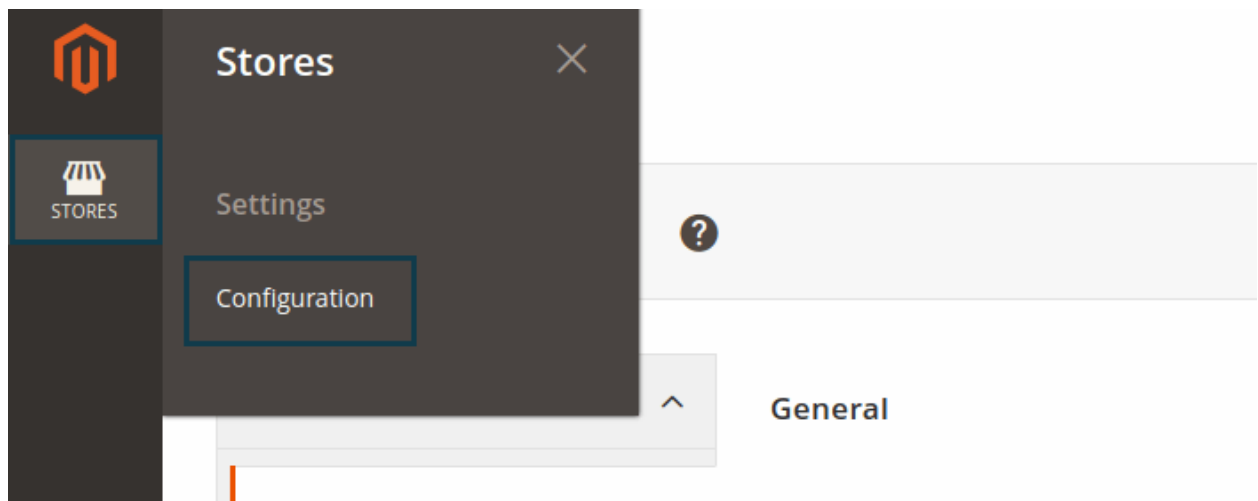 Stores
STORES
Settings
?
Configuration
General